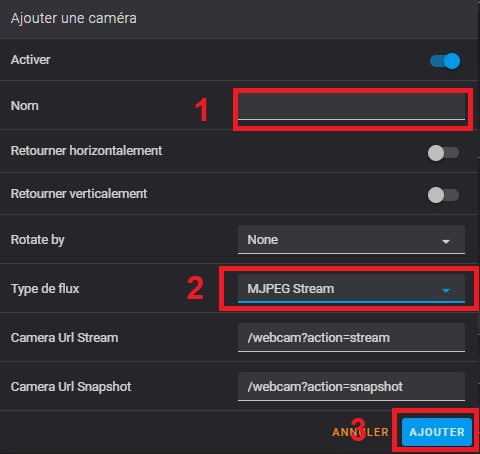 Ajouter une caméra
Activer
Nom 1
Retourner horizontalement
Retourner verticalement
Rotate by None
2
Type de flux MJPEG Stream
Camera Url Stream /webcam?action=stream
Camera Url Snapshot /webcam?action=snapshot
ANNULER 3 AJOUTER